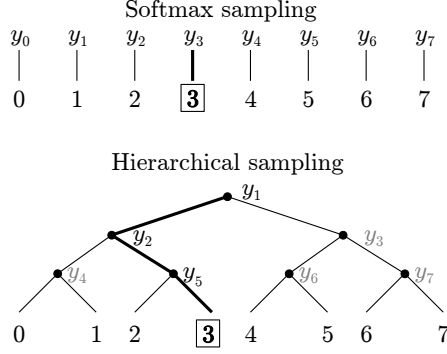 Softmax sampling
y₀ y₁ y₂ y₃ y₄ y₅ y₆ y₇
0 1 2 3 4 5 6 7
Hierarchical sampling
y₁
y₂ y₃
y₄ y₅ y₆ y₇
0 1 2 3 4 5 6 7